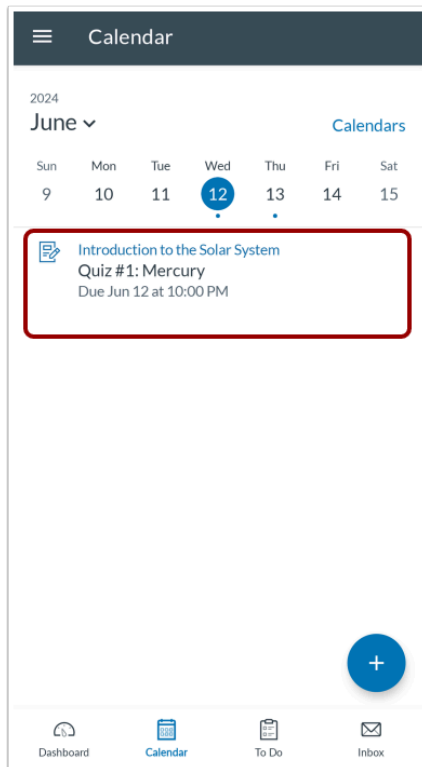 Calendar
2024
June
Calendars
Sun Mon Tue Wed Thu Fri Sat
9 10 11 12 13 14 15
Introduction to the Solar System
Quiz #1: Mercury
Due Jun 12 at 10:00 PM
+
Dashboard Calendar To Do Inbox